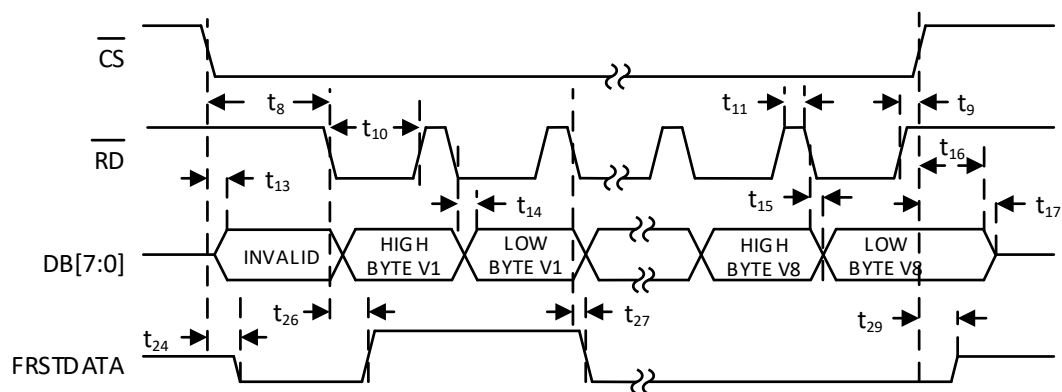 CS
t8
t11
t9
t10
RD
t16
t13
t14
t15
t17
DB[7:0]
INVALID
HIGH
BYTE V1
LOW
BYTE V1
HIGH
BYTE V8
LOW
BYTE V8
t26
t27
t29
t24
FRSTDATA